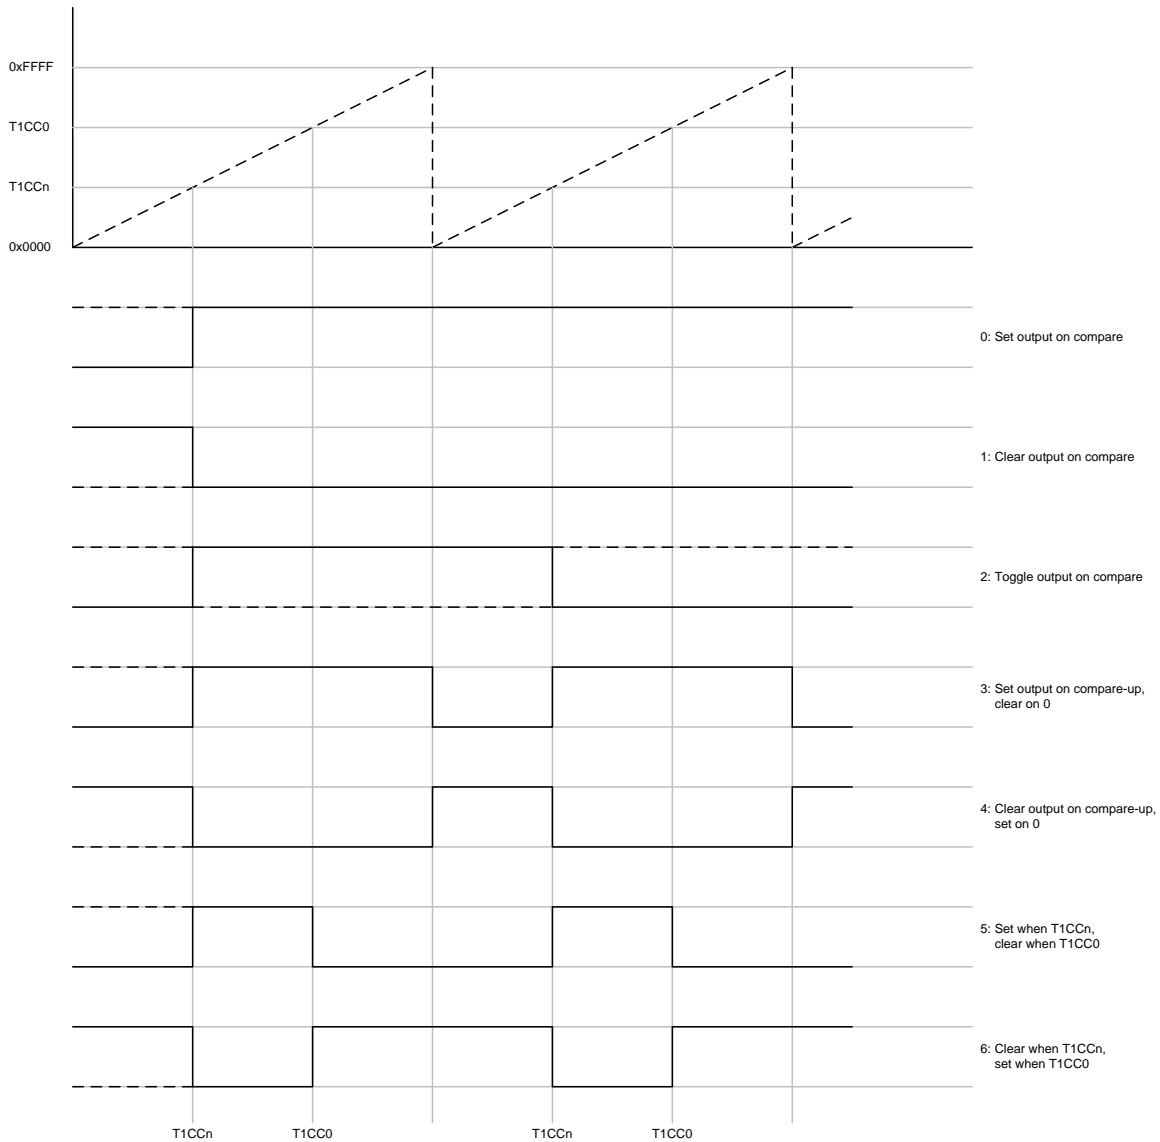 0xFFFF
T1CC0
T1CCn
0x0000
0: Set output on compare
1: Clear output on compare
2: Toggle output on compare
3: Set output on compare-up,
clear on 0
4: Clear output on compare-up,
set on 0
5: Set when T1CCn,
clear when T1CC0
6: Clear when T1CCn,
set when T1CC0
T1CCn T1CC0 T1CCn T1CC0